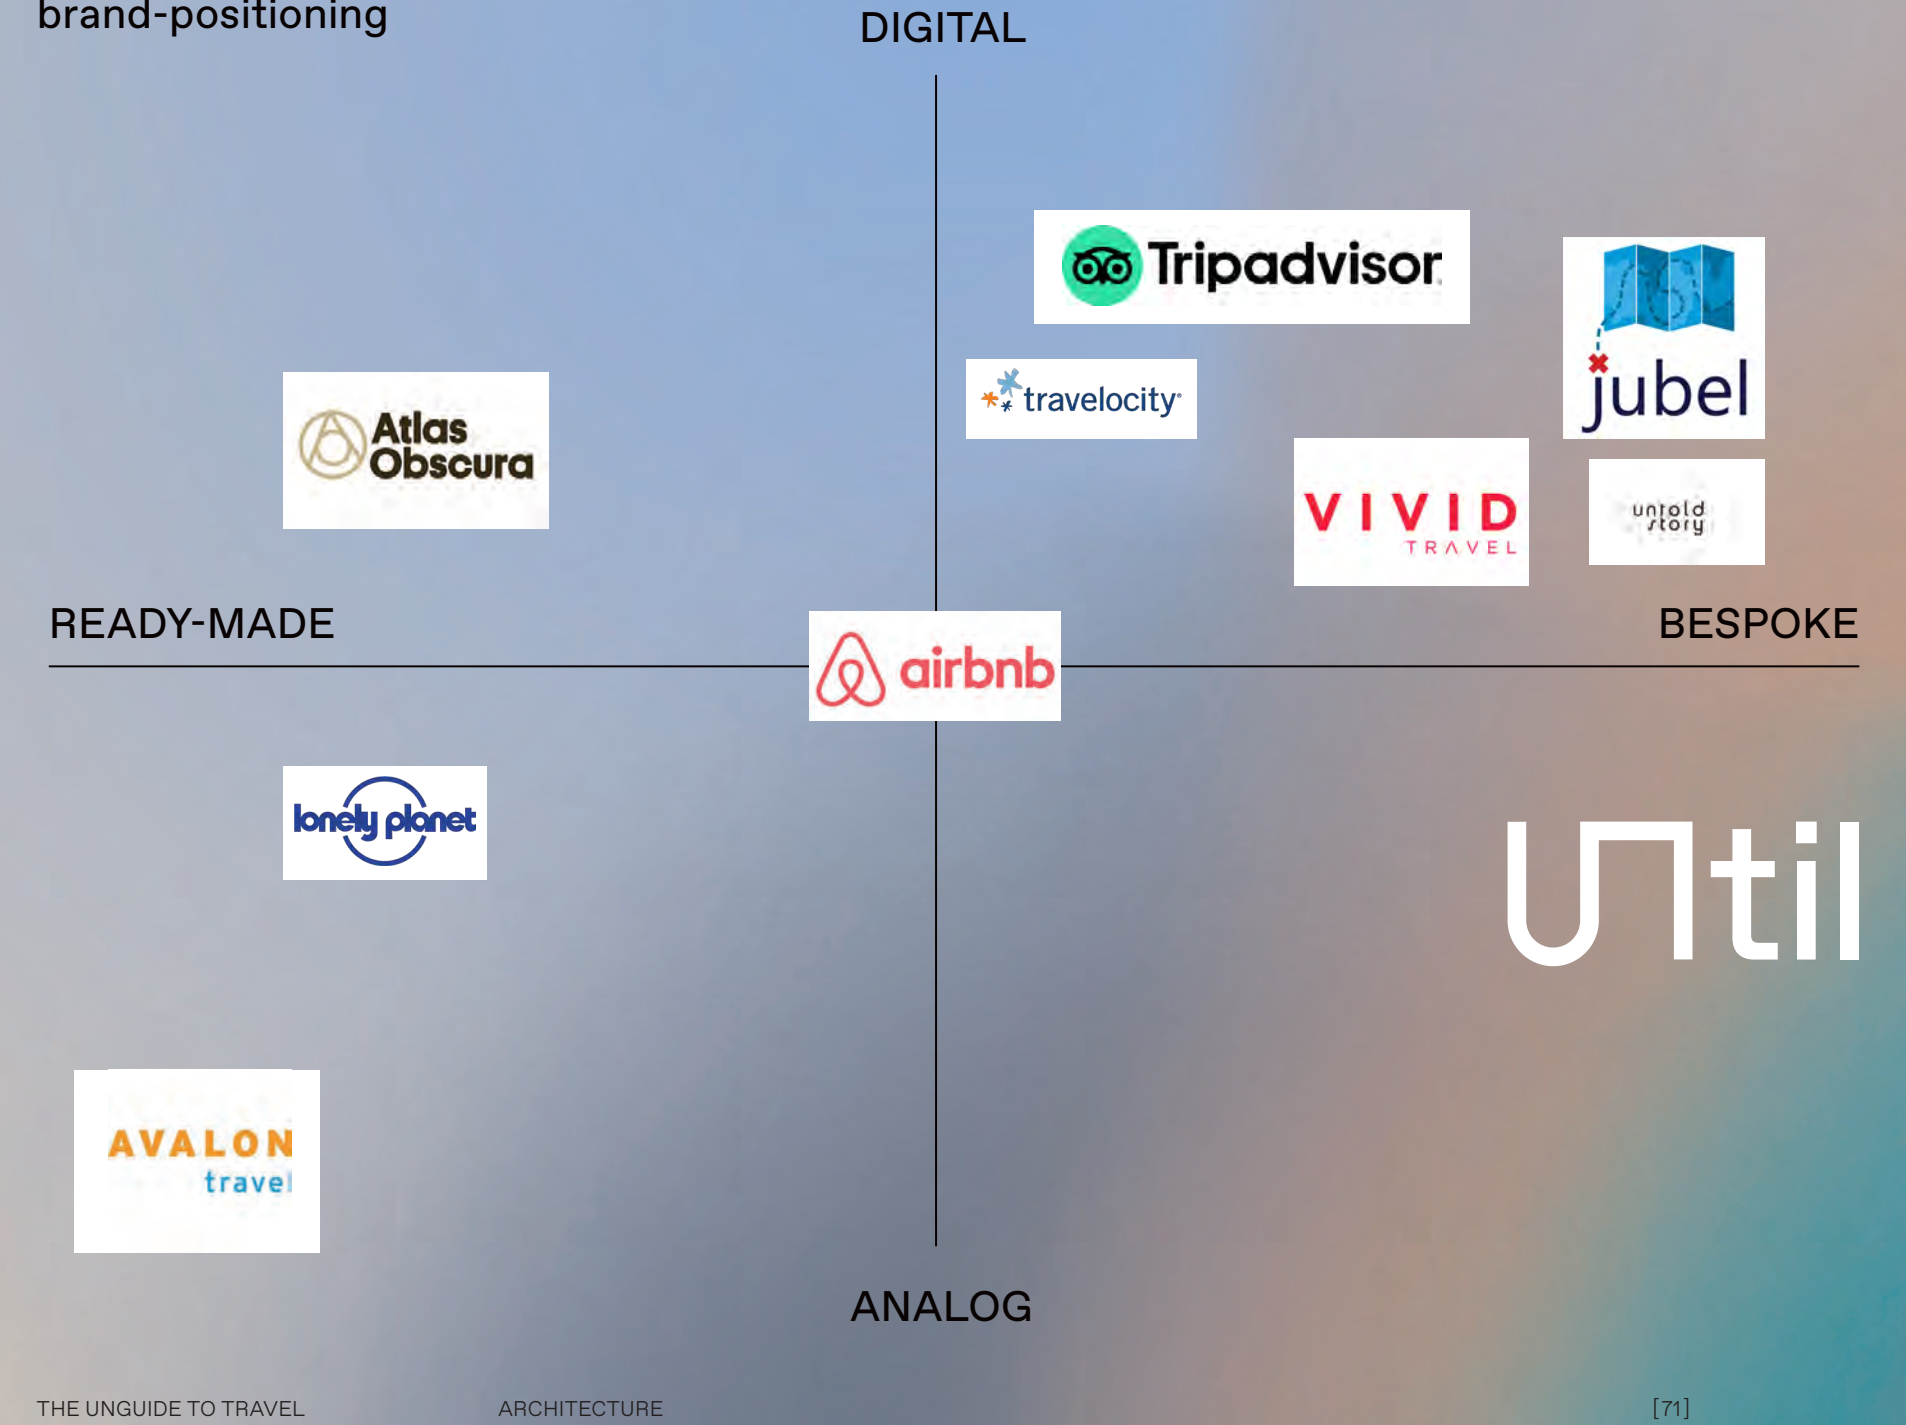 brand-positioning
DIGITAL
Tripadvisor
jubel
travelocity
Atlas
Obscura
VIVID
TRAVEL
untold
story
READY-MADE
BESPOKE
airbnb
lonely planet
Until
AVALON
travel
ANALOG
THE UNGUIDE TO TRAVEL
ARCHITECTURE
[71]